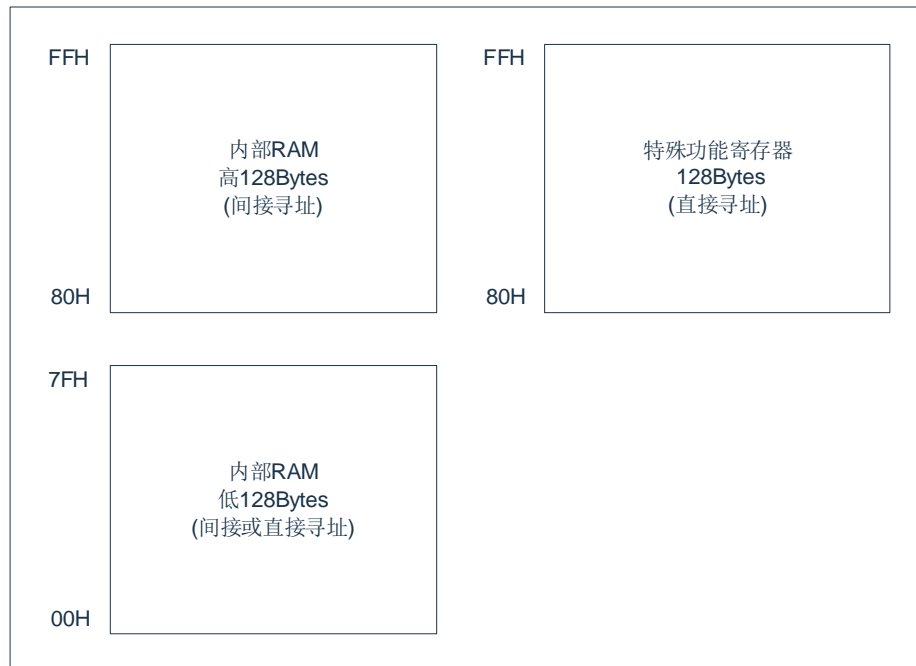 FFH
内部RAM
高128Bytes
(间接寻址)
80H
FFH
特殊功能寄存器
128Bytes
(直接寻址)
80H
7FH
内部RAM
低128Bytes
(间接或直接寻址)
00H